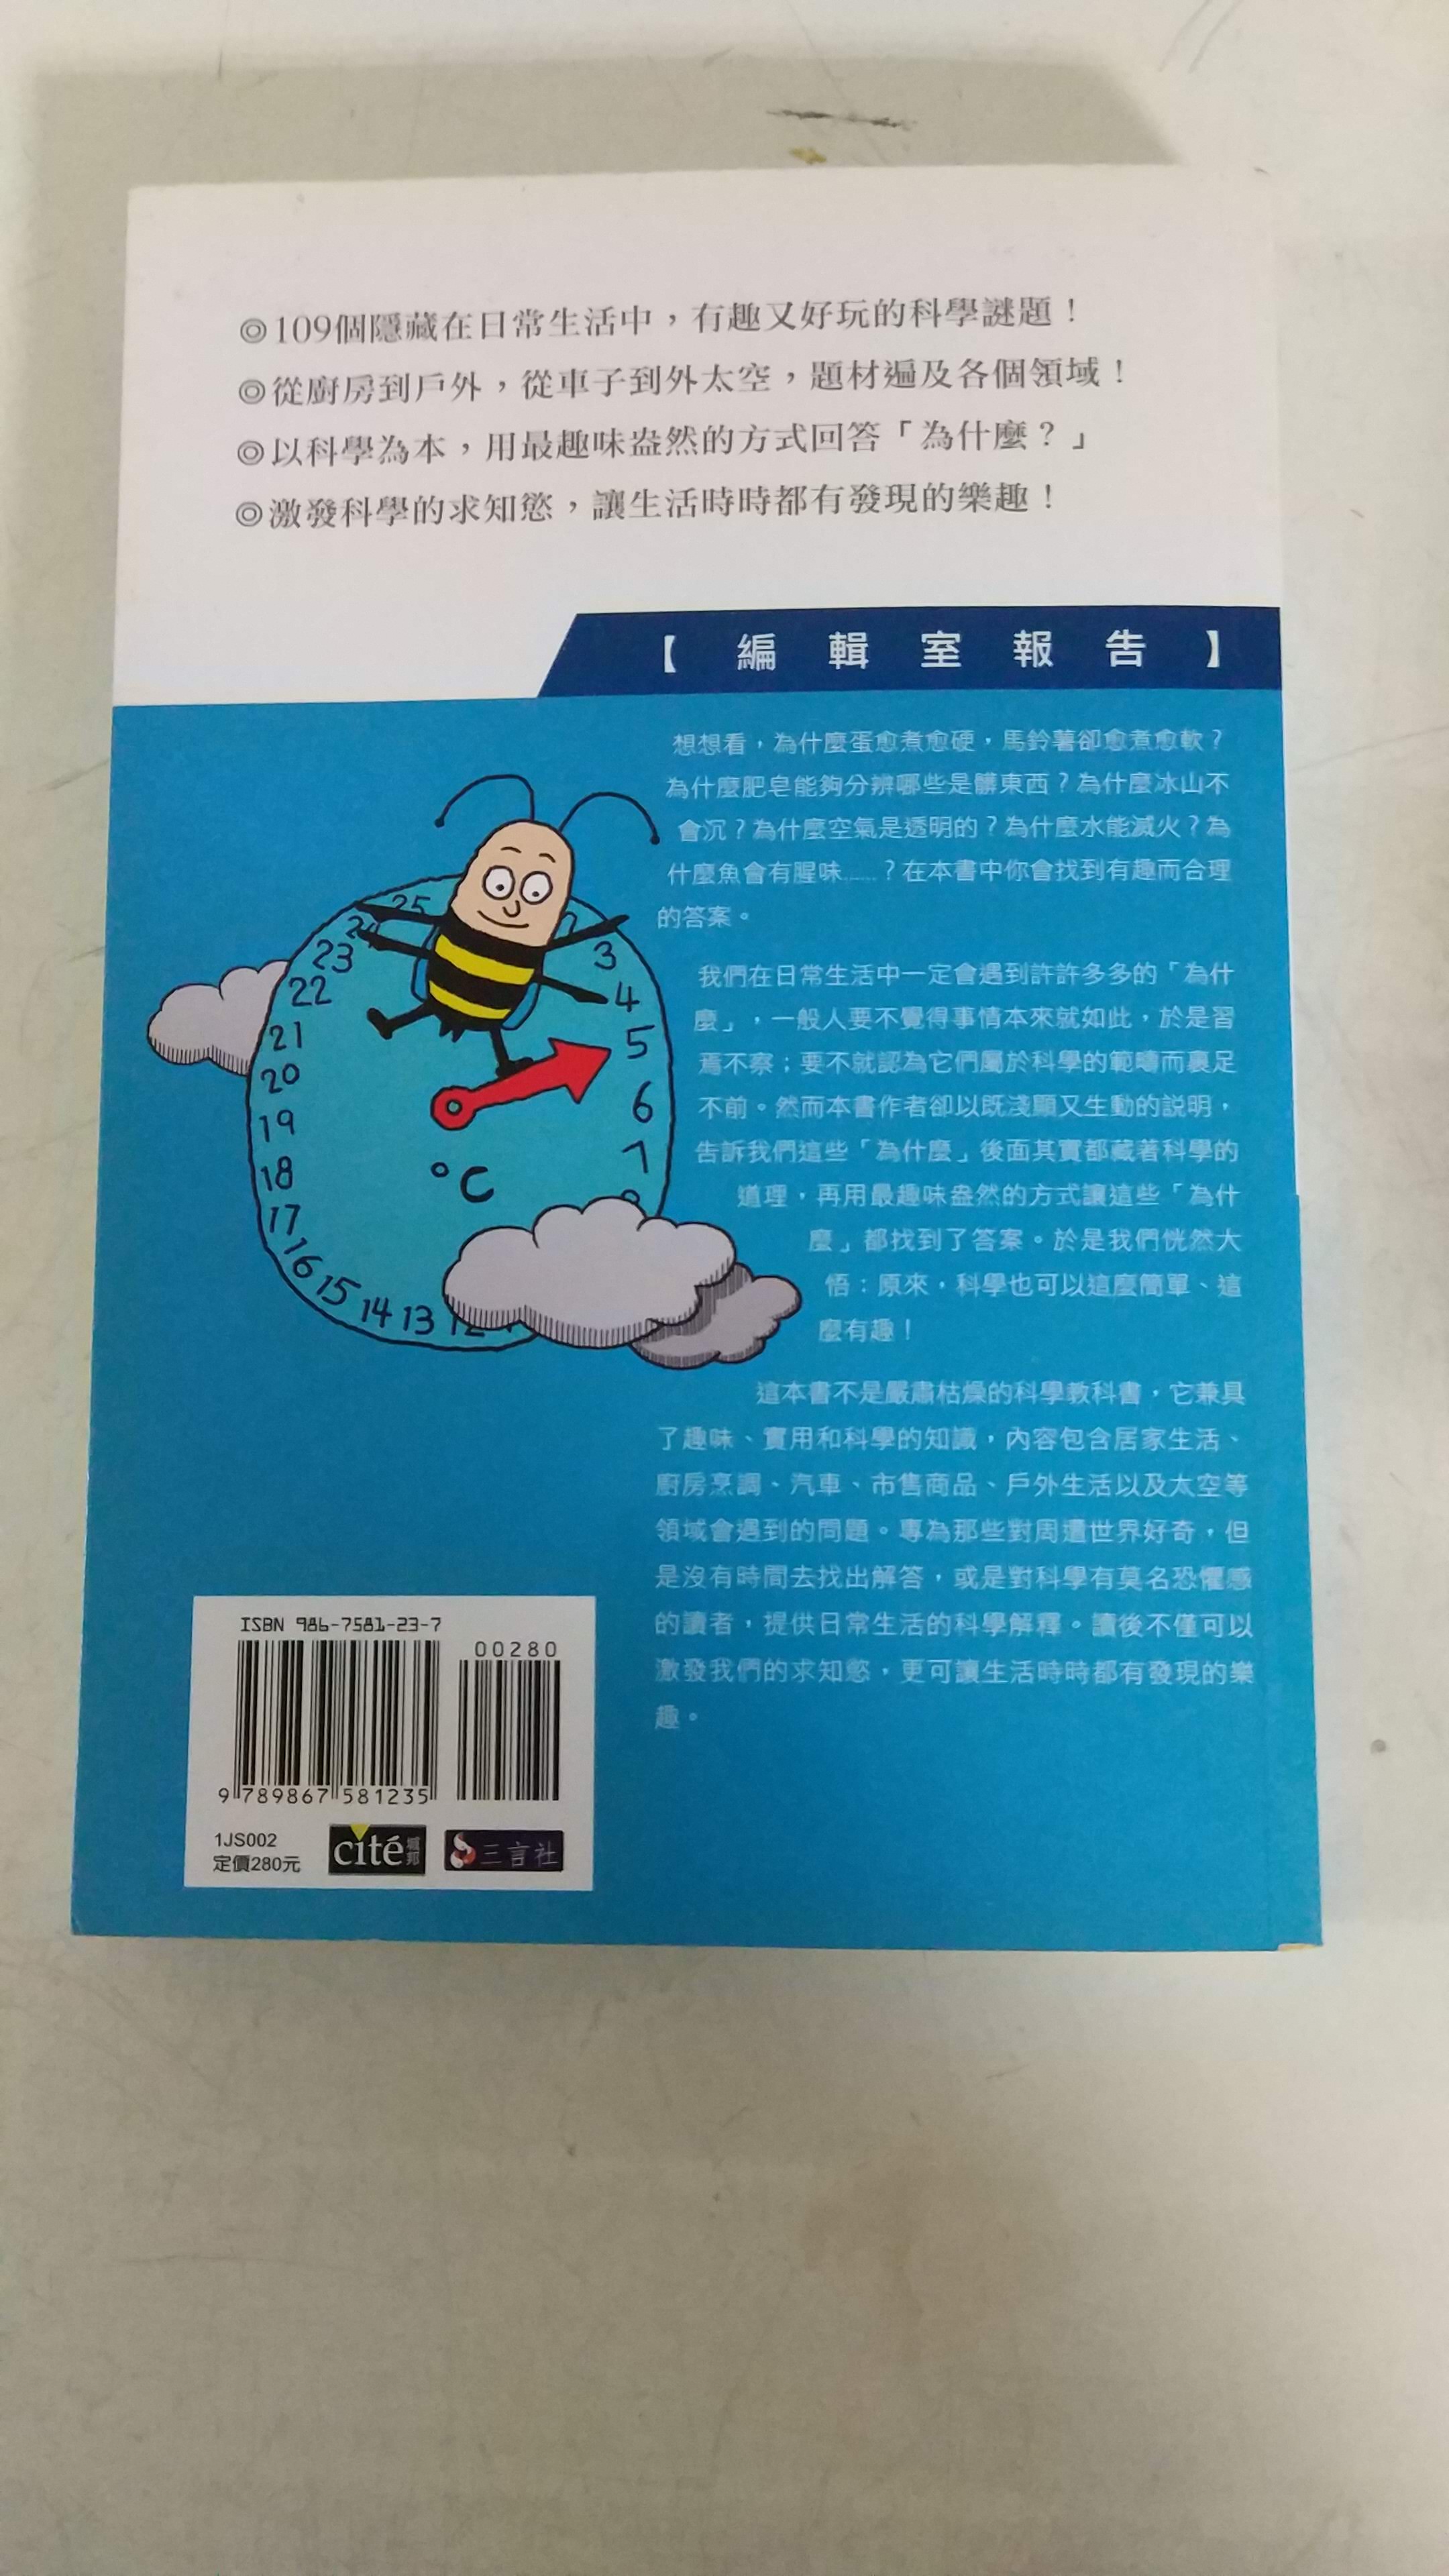 ◎109個隱藏在日常生活中，有趣又好玩的科學謎題！
◎從廚房到戶外，從車子到外太空，題材遍及各個領域！
◎以科學為本，用最趣味盎然的方式回答「為什麼？」
◎激發科學的求知慾，讓生活時時都有發現的樂趣！
【編輯室報告】
想想看，為什麼蛋愈煮愈硬，馬鈴薯卻愈煮愈軟？
為什麼肥皂能夠分辨哪些是髒東西？為什麼冰山不
會沉？為什麼空氣是透明的？為什麼水能滅火？為
什麼魚會有腥味……？在本書中你會找到有趣而合理
的答案。
我們在日常生活中一定會遇到許許多多的「為什
麼」，一般人要不覺得事情本來就如此，於是習
焉不察；要不就認為它們屬於科學的範疇而裹足
不前。然而本書作者卻以既淺顯又生動的說明，
告訴我們這些「為什麼」後面其實都藏著科學的
道理，再用最趣味盎然的方式讓這些「為什
麼」都找到了答案。於是我們恍然大
悟：原來，科學也可以這麼簡單、這
麼有趣！
這本書不是嚴肅枯燥的科學教科書，它兼具
了趣味、實用和科學的知識，內容包含居家生活、
廚房烹調、汽車、市售商品、戶外生活以及太空等
領域會遇到的問題。專為那些對周遭世界好奇，但
是沒有時間去找出解答，或是對科學有莫名恐懼感
的讀者，提供日常生活的科學解釋。讀後不僅可以
激發我們的求知慾，更可讓生活時時都有發現的樂
趣。
25
24
23
22
21
20
19
18
17
16
15
14
13
12
3
4
5
6
7
°C
ISBN 986-7581-23-7
00280
9 789867 581235
1JS002
定價280元
cité城邦
三言社